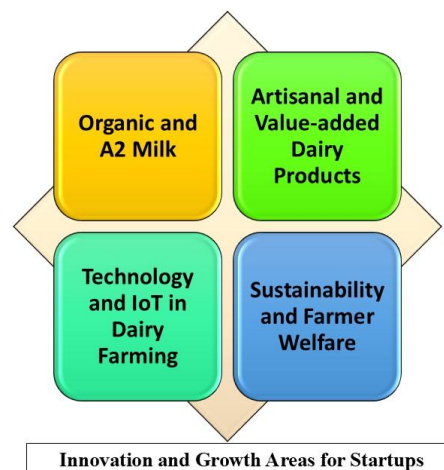 Organic and
A2 Milk
Artisanal and
Value-added
Dairy
Products
Technology
and IoT in
Dairy
Farming
Sustainability
and Farmer
Welfare
Innovation and Growth Areas for Startups